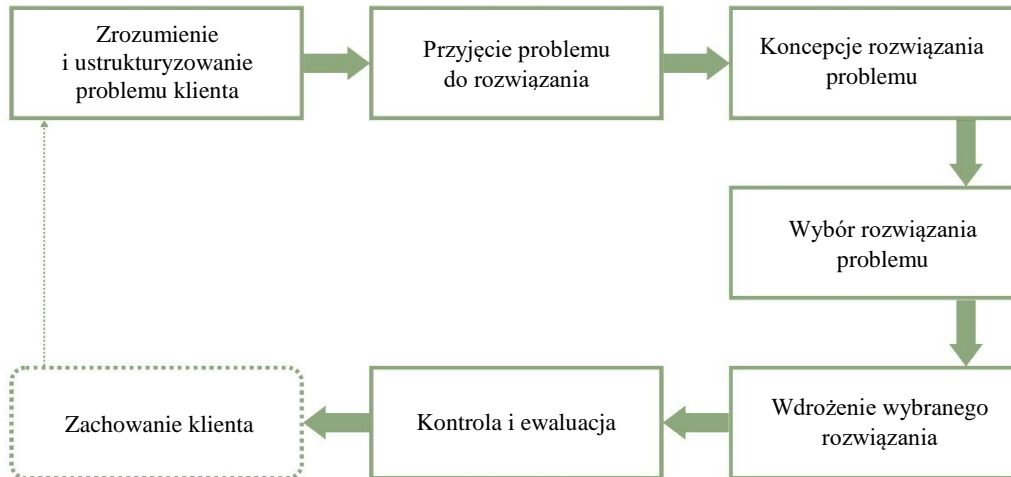 Zrozumienie
i ustrukturyzowanie
problemu klienta
Przyjęcie problemu
do rozwiązania
Koncepcje rozwiązania
problemu
Wybór rozwiązania
problemu
Wdrożenie wybranego
rozwiązania
Kontrola i ewaluacja
Zachowanie klienta